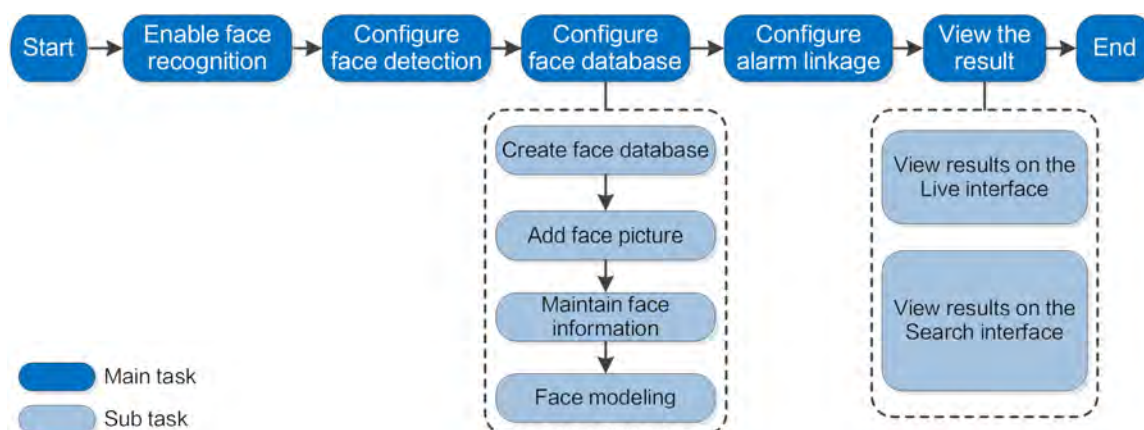 Start
Enable face
recognition
Configure
face detection
Configure
face database
Configure
alarm linkage
View the
result
End
Create face database
Add face picture
Maintain face
information
Face modeling
View results on the
Live interface
View results on the
Search interface
Main task
Sub task